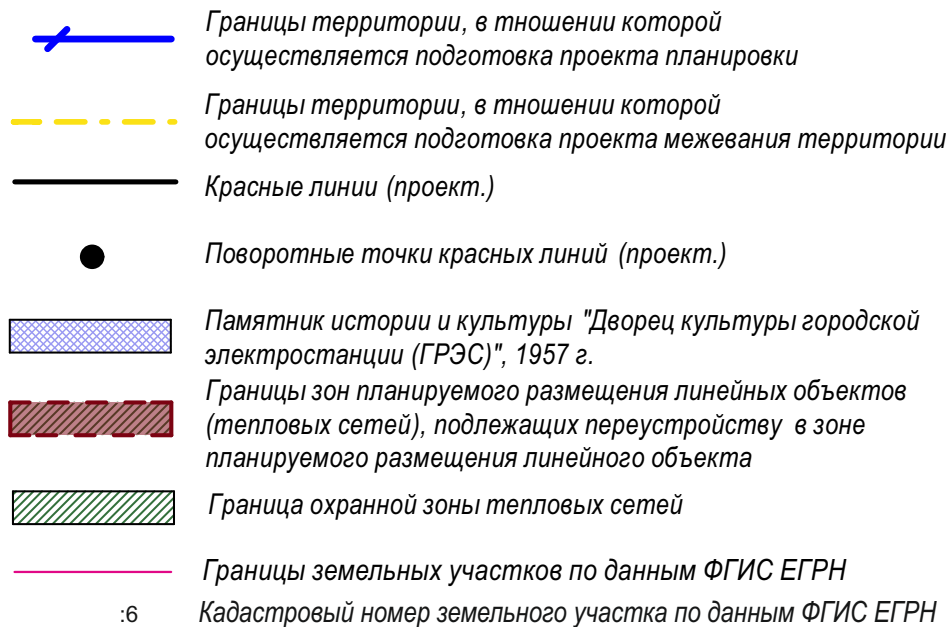 Границы территории, в тношении которой
осуществляется подготовка проекта планировки
Границы территории, в тношении которой
осуществляется подготовка проекта межевания территории
Красные линии (проект.)
Поворотные точки красных линий (проект.)
Памятник истории и культуры "Дворец культуры городской
электростанции (ГРЭС)", 1957 г.
Границы зон планируемого размещения линейных объектов
(тепловых сетей), подлежащих переустройству в зоне
планируемого размещения линейного объекта
Граница охранной зоны тепловых сетей
Границы земельных участков по данным ФГИС ЕГРН
:6 Кадастровый номер земельного участка по данным ФГИС ЕГРН